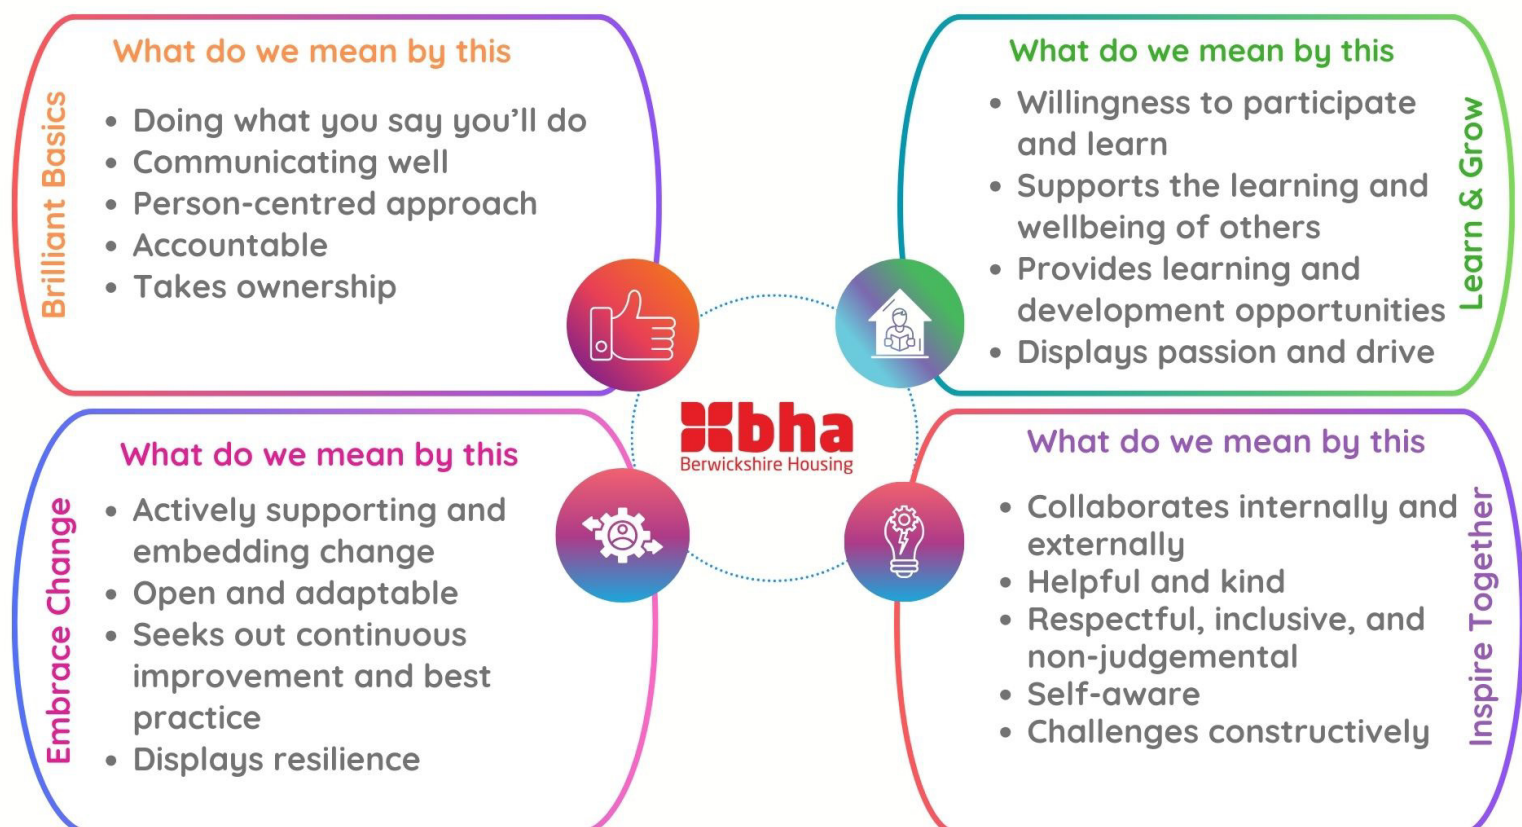 What do we mean by this
Brilliant Basics
• Doing what you say you'll do
• Communicating well
• Person-centred approach
• Accountable
• Takes ownership
What do we mean by this
Learn & Grow
• Willingness to participate
and learn
• Supports the learning and
wellbeing of others
• Provides learning and
development opportunities
• Displays passion and drive
bha
Berwickshire Housing
What do we mean by this
Embrace Change
• Actively supporting and
embedding change
• Open and adaptable
• Seeks out continuous
improvement and best
practice
• Displays resilience
What do we mean by this
Inspire Together
• Collaborates internally and
externally
• Helpful and kind
• Respectful, inclusive, and
non-judgemental
• Self-aware
• Challenges constructively